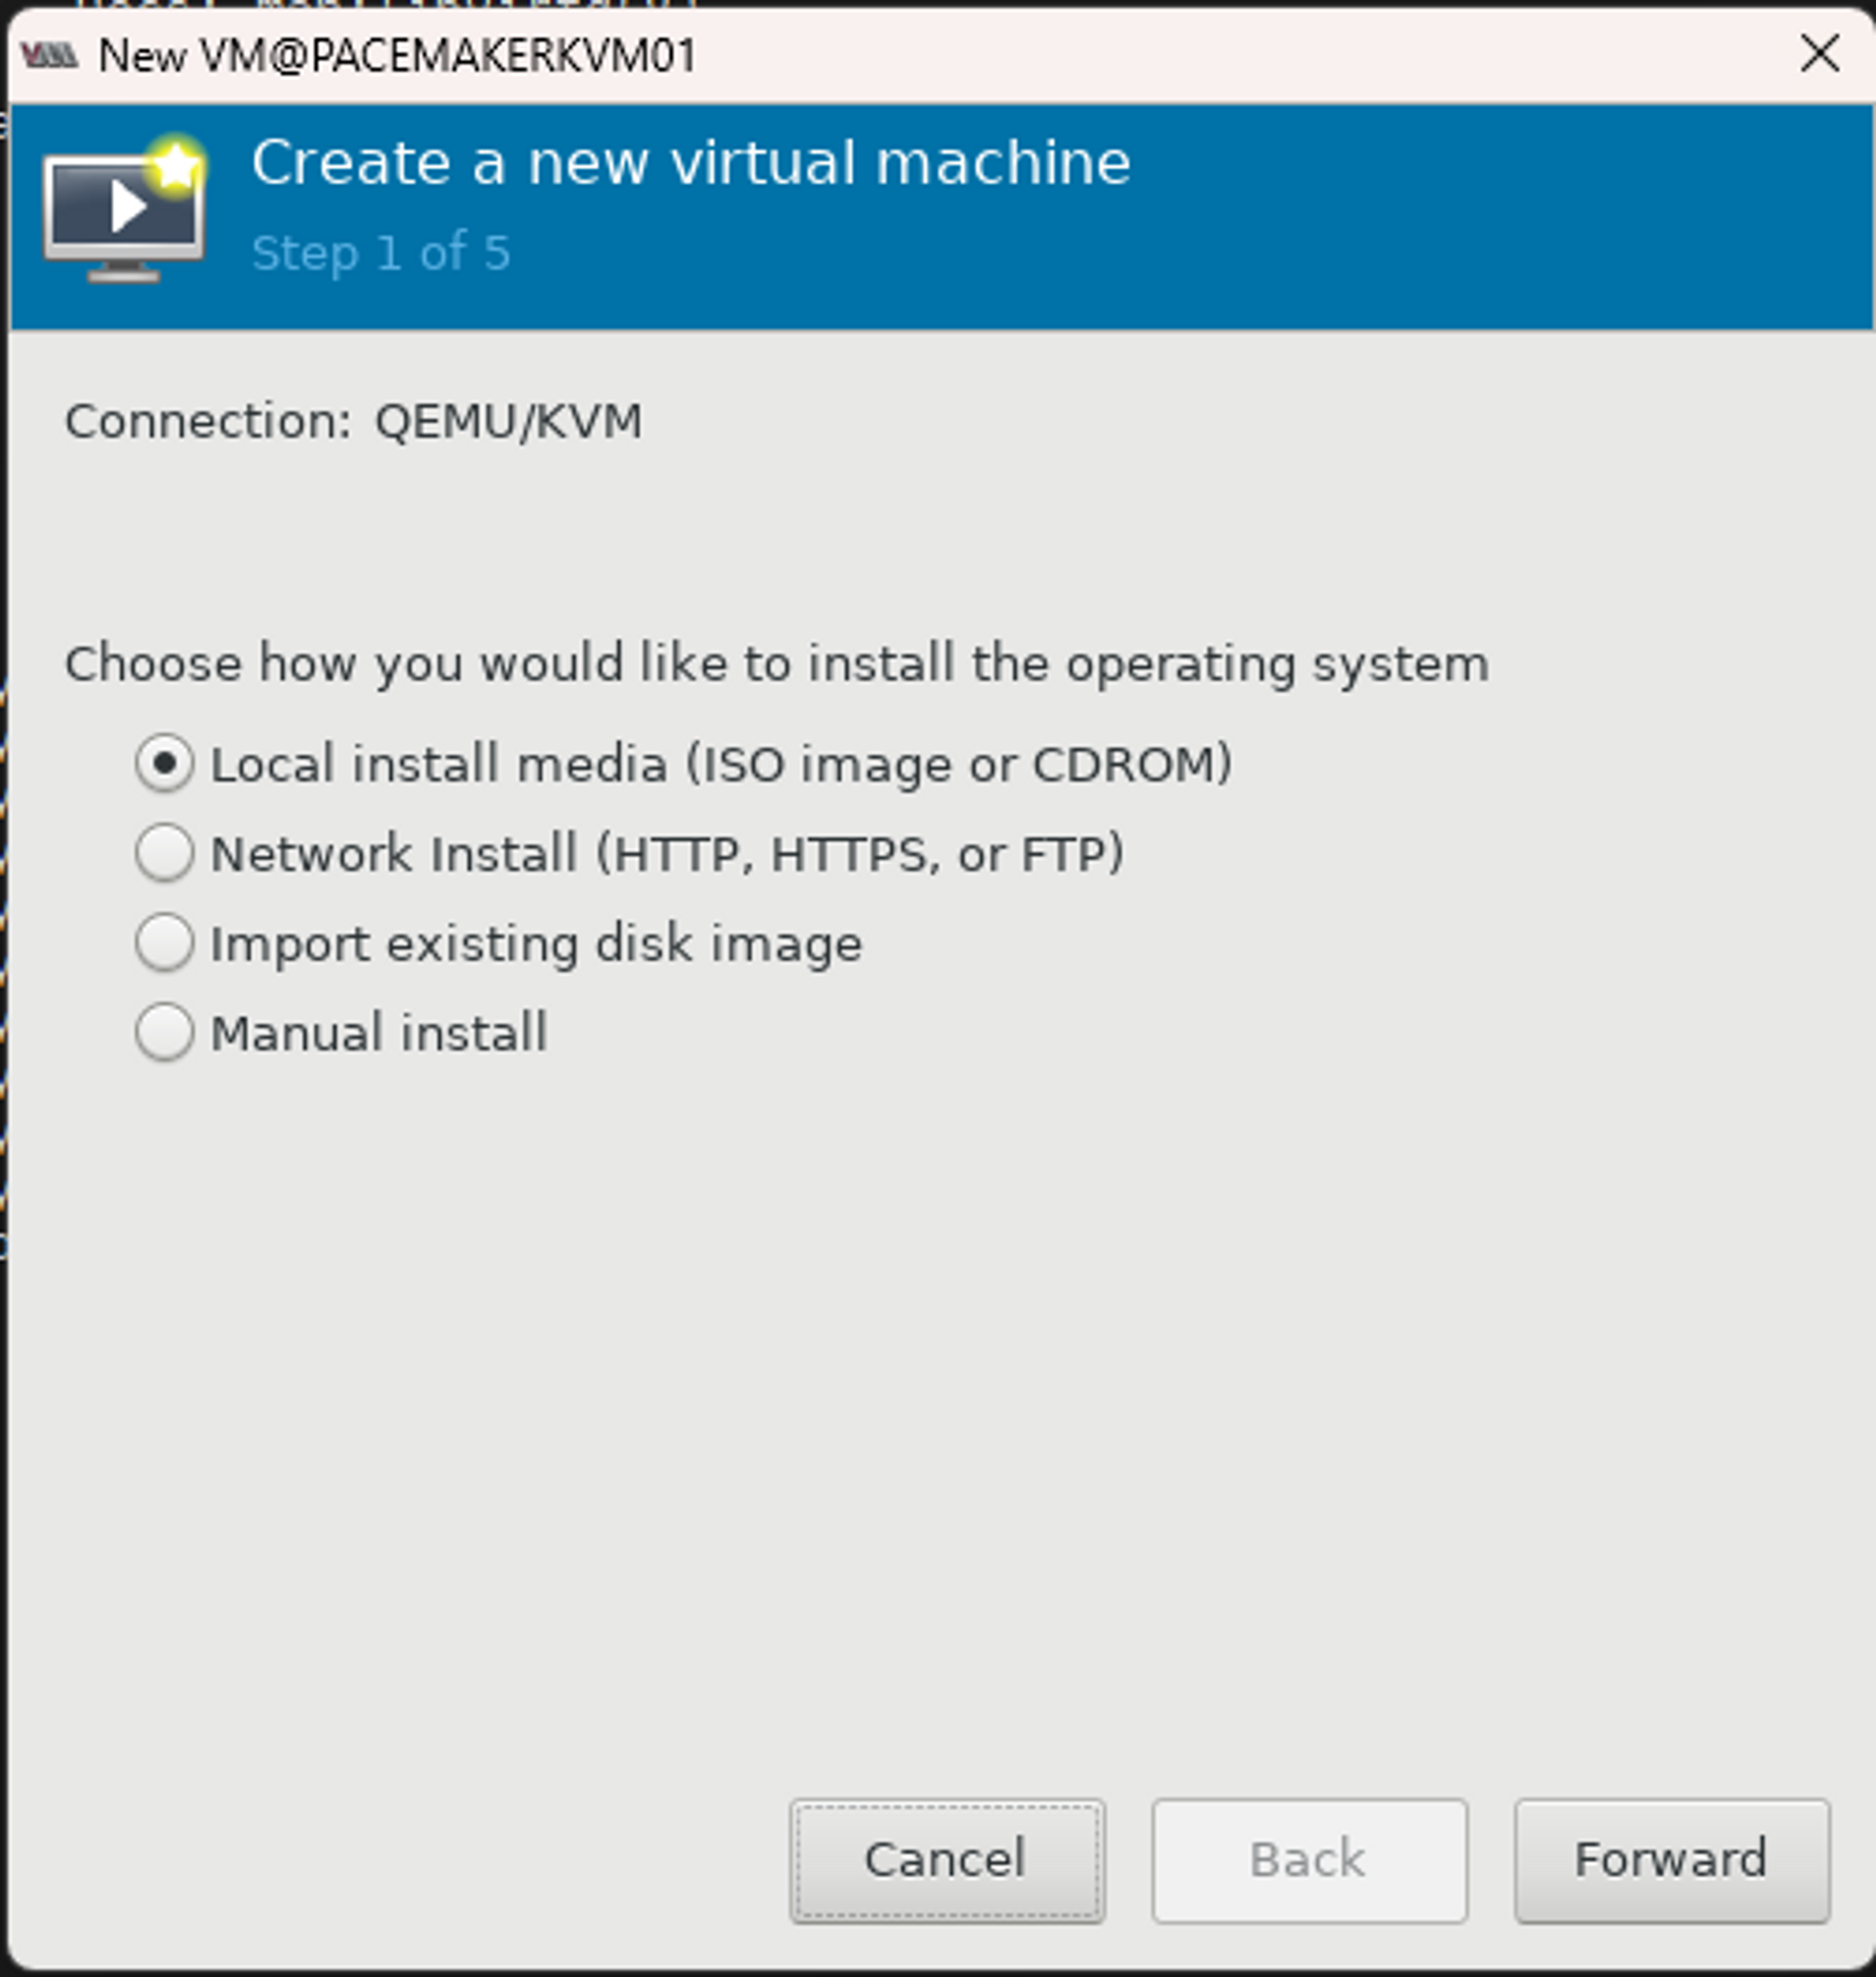 New VM@PACEMAKERKVM01
Create a new virtual machine
Step 1 of 5
Connection: QEMU/KVM
Choose how you would like to install the operating system
Local install media (ISO image or CDROM)
Network Install (HTTP, HTTPS, or FTP)
Import existing disk image
Manual install
Cancel Back Forward